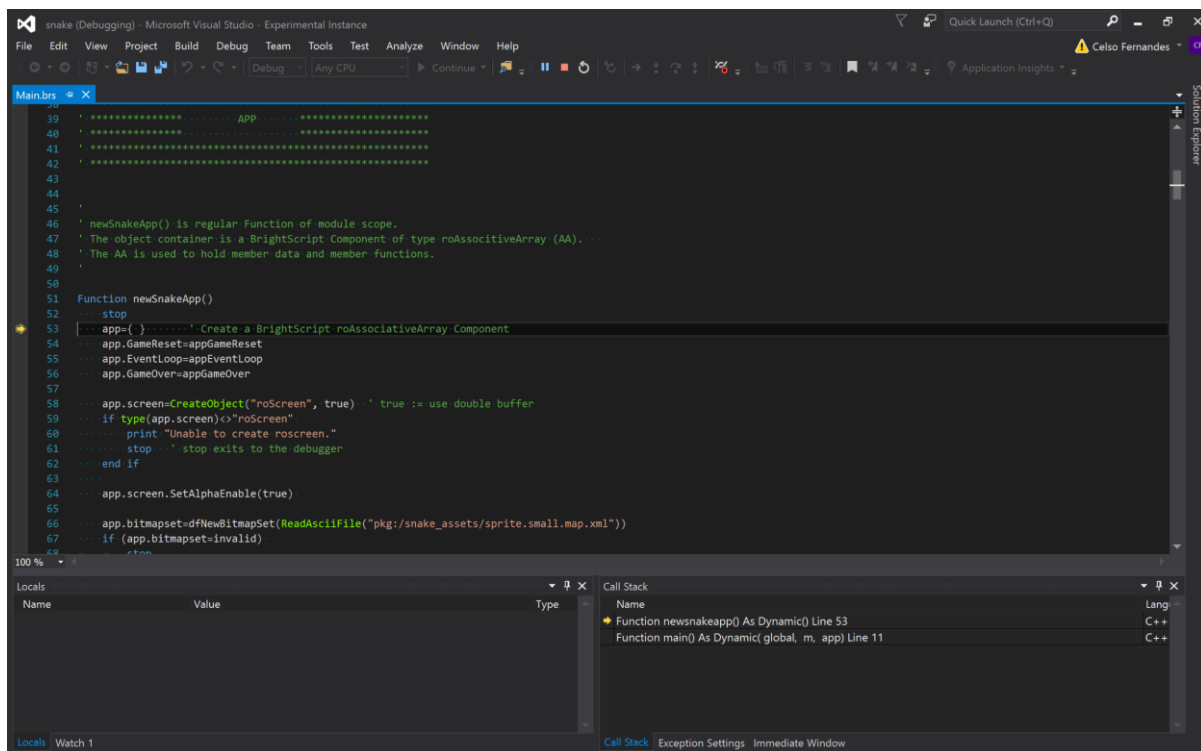 snake (Debugging) - Microsoft Visual Studio - Experimental Instance
Quick Launch (Ctrl+Q)
File Edit View Project Build Debug Team Tools Test Analyze Window Help
Celso Fernandes
Debug Any CPU Continue Application Insights
Main.brs
Solution Explorer
38
39 ' *************** APP *********************
40 ' *************** *********************
41 ' *******************************************************
42 ' *******************************************************
43
44
45 '
46 ' newSnakeApp() is regular Function of module scope.
47 ' The object container is a BrightScript Component of type roAssocitiveArray (AA).
48 ' The AA is used to hold member data and member functions.
49 '
50
51 Function newSnakeApp()
52 stop
53 app={ } ' Create a BrightScript roAssociativeArray Component
54 app.GameReset=appGameReset
55 app.EventLoop=appEventLoop
56 app.GameOver=appGameOver
57
58 app.screen=CreateObject("roScreen", true) ' true := use double buffer
59 if type(app.screen)<>"roScreen"
60 print "Unable to create roscreen."
61 stop ' stop exits to the debugger
62 end if
63
64 app.screen.SetAlphaEnable(true)
65
66 app.bitmapset=dfNewBitmapSet(ReadAsciiFile("pkg:/snake_assets/sprite.small.map.xml"))
67 if (app.bitmapset=invalid)
68 stop
100 %
Locals
Name Value Type
Locals Watch 1
Call Stack
Name Lang
Function newsnakeapp() As Dynamic() Line 53 C++
Function main() As Dynamic( global, m, app) Line 11 C++
Call Stack Exception Settings Immediate Window